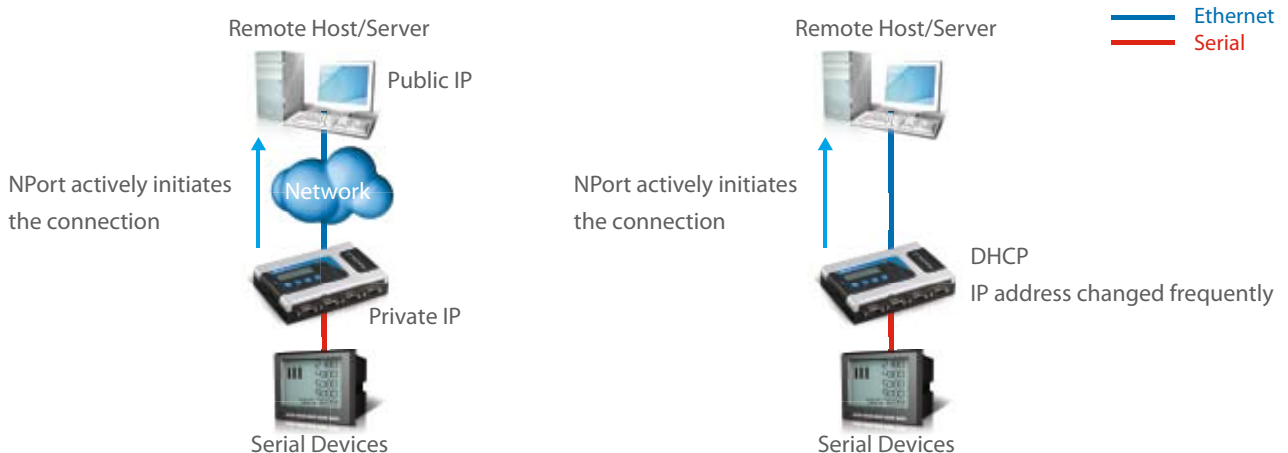 Remote Host/Server
Public IP
NPort actively initiates
the connection
Network
Private IP
Serial Devices
Remote Host/Server
NPort actively initiates
the connection
DHCP
IP address changed frequently
Serial Devices
Ethernet
Serial